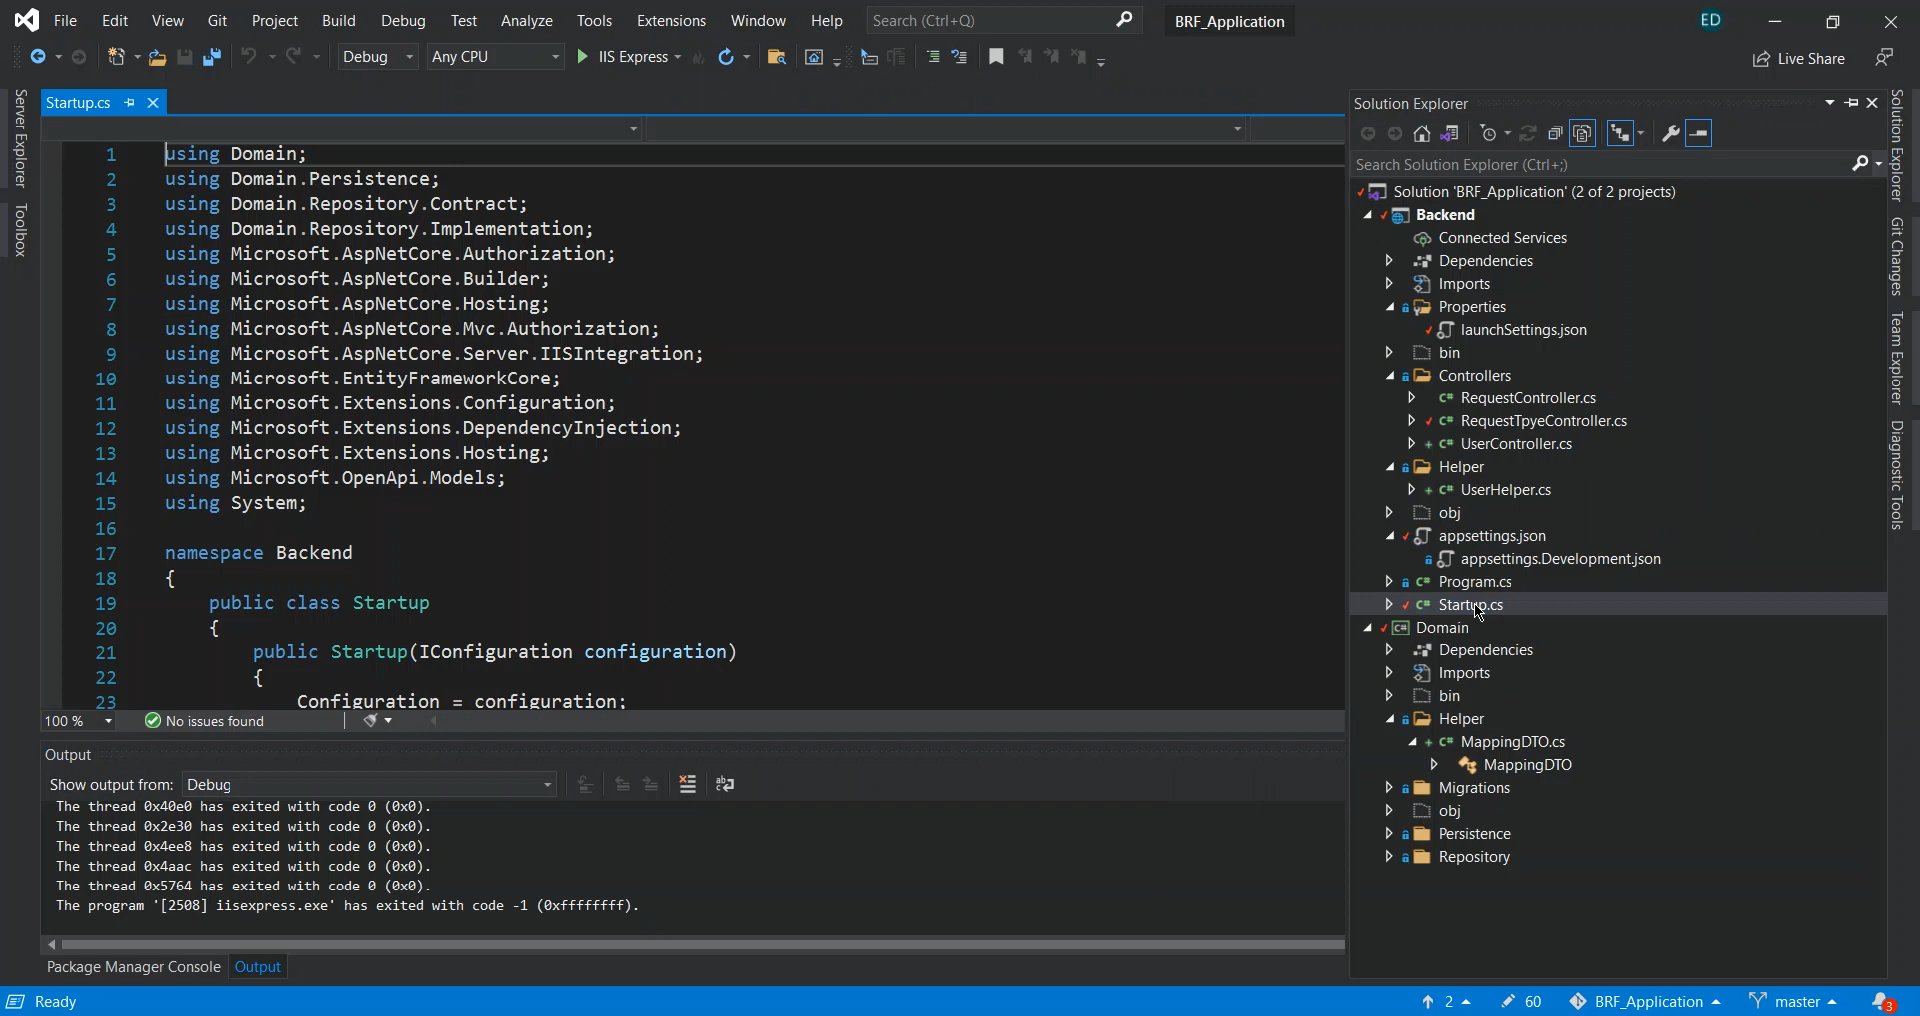 File Edit View Git Project Build Debug Test Analyze Tools Extensions Window Help Search (Ctrl+Q) BRF_Application ED
Debug Any CPU IIS Express Live Share
Server Explorer
Toolbox
Startup.cs
1 using Domain;
2 using Domain.Persistence;
3 using Domain.Repository.Contract;
4 using Domain.Repository.Implementation;
5 using Microsoft.AspNetCore.Authorization;
6 using Microsoft.AspNetCore.Builder;
7 using Microsoft.AspNetCore.Hosting;
8 using Microsoft.AspNetCore.Mvc.Authorization;
9 using Microsoft.AspNetCore.Server.IISIntegration;
10 using Microsoft.EntityFrameworkCore;
11 using Microsoft.Extensions.Configuration;
12 using Microsoft.Extensions.DependencyInjection;
13 using Microsoft.Extensions.Hosting;
14 using Microsoft.OpenApi.Models;
15 using System;
16
17 namespace Backend
18 {
19 public class Startup
20 {
21 public Startup(IConfiguration configuration)
22 {
23 Configuration = configuration;
100 % No issues found
Output
Show output from: Debug
The thread 0x40e0 has exited with code 0 (0x0).
The thread 0x2e30 has exited with code 0 (0x0).
The thread 0x4ee8 has exited with code 0 (0x0).
The thread 0x4aac has exited with code 0 (0x0).
The thread 0x5764 has exited with code 0 (0x0).
The program '[2508] iisexpress.exe' has exited with code -1 (0xffffffff).
Package Manager Console Output
Solution Explorer
Search Solution Explorer (Ctrl+;)
Solution 'BRF_Application' (2 of 2 projects)
Backend
Connected Services
Dependencies
Imports
Properties
launchSettings.json
bin
Controllers
C# RequestController.cs
C# RequestTpyeController.cs
C# UserController.cs
Helper
C# UserHelper.cs
obj
appsettings.json
appsettings.Development.json
C# Program.cs
C# Startup.cs
C# Domain
Dependencies
Imports
bin
Helper
C# MappingDTO.cs
MappingDTO
Migrations
obj
Persistence
Repository
Solution Explorer
Git Changes
Team Explorer
Diagnostic Tools
Ready 2 60 BRF_Application master 3